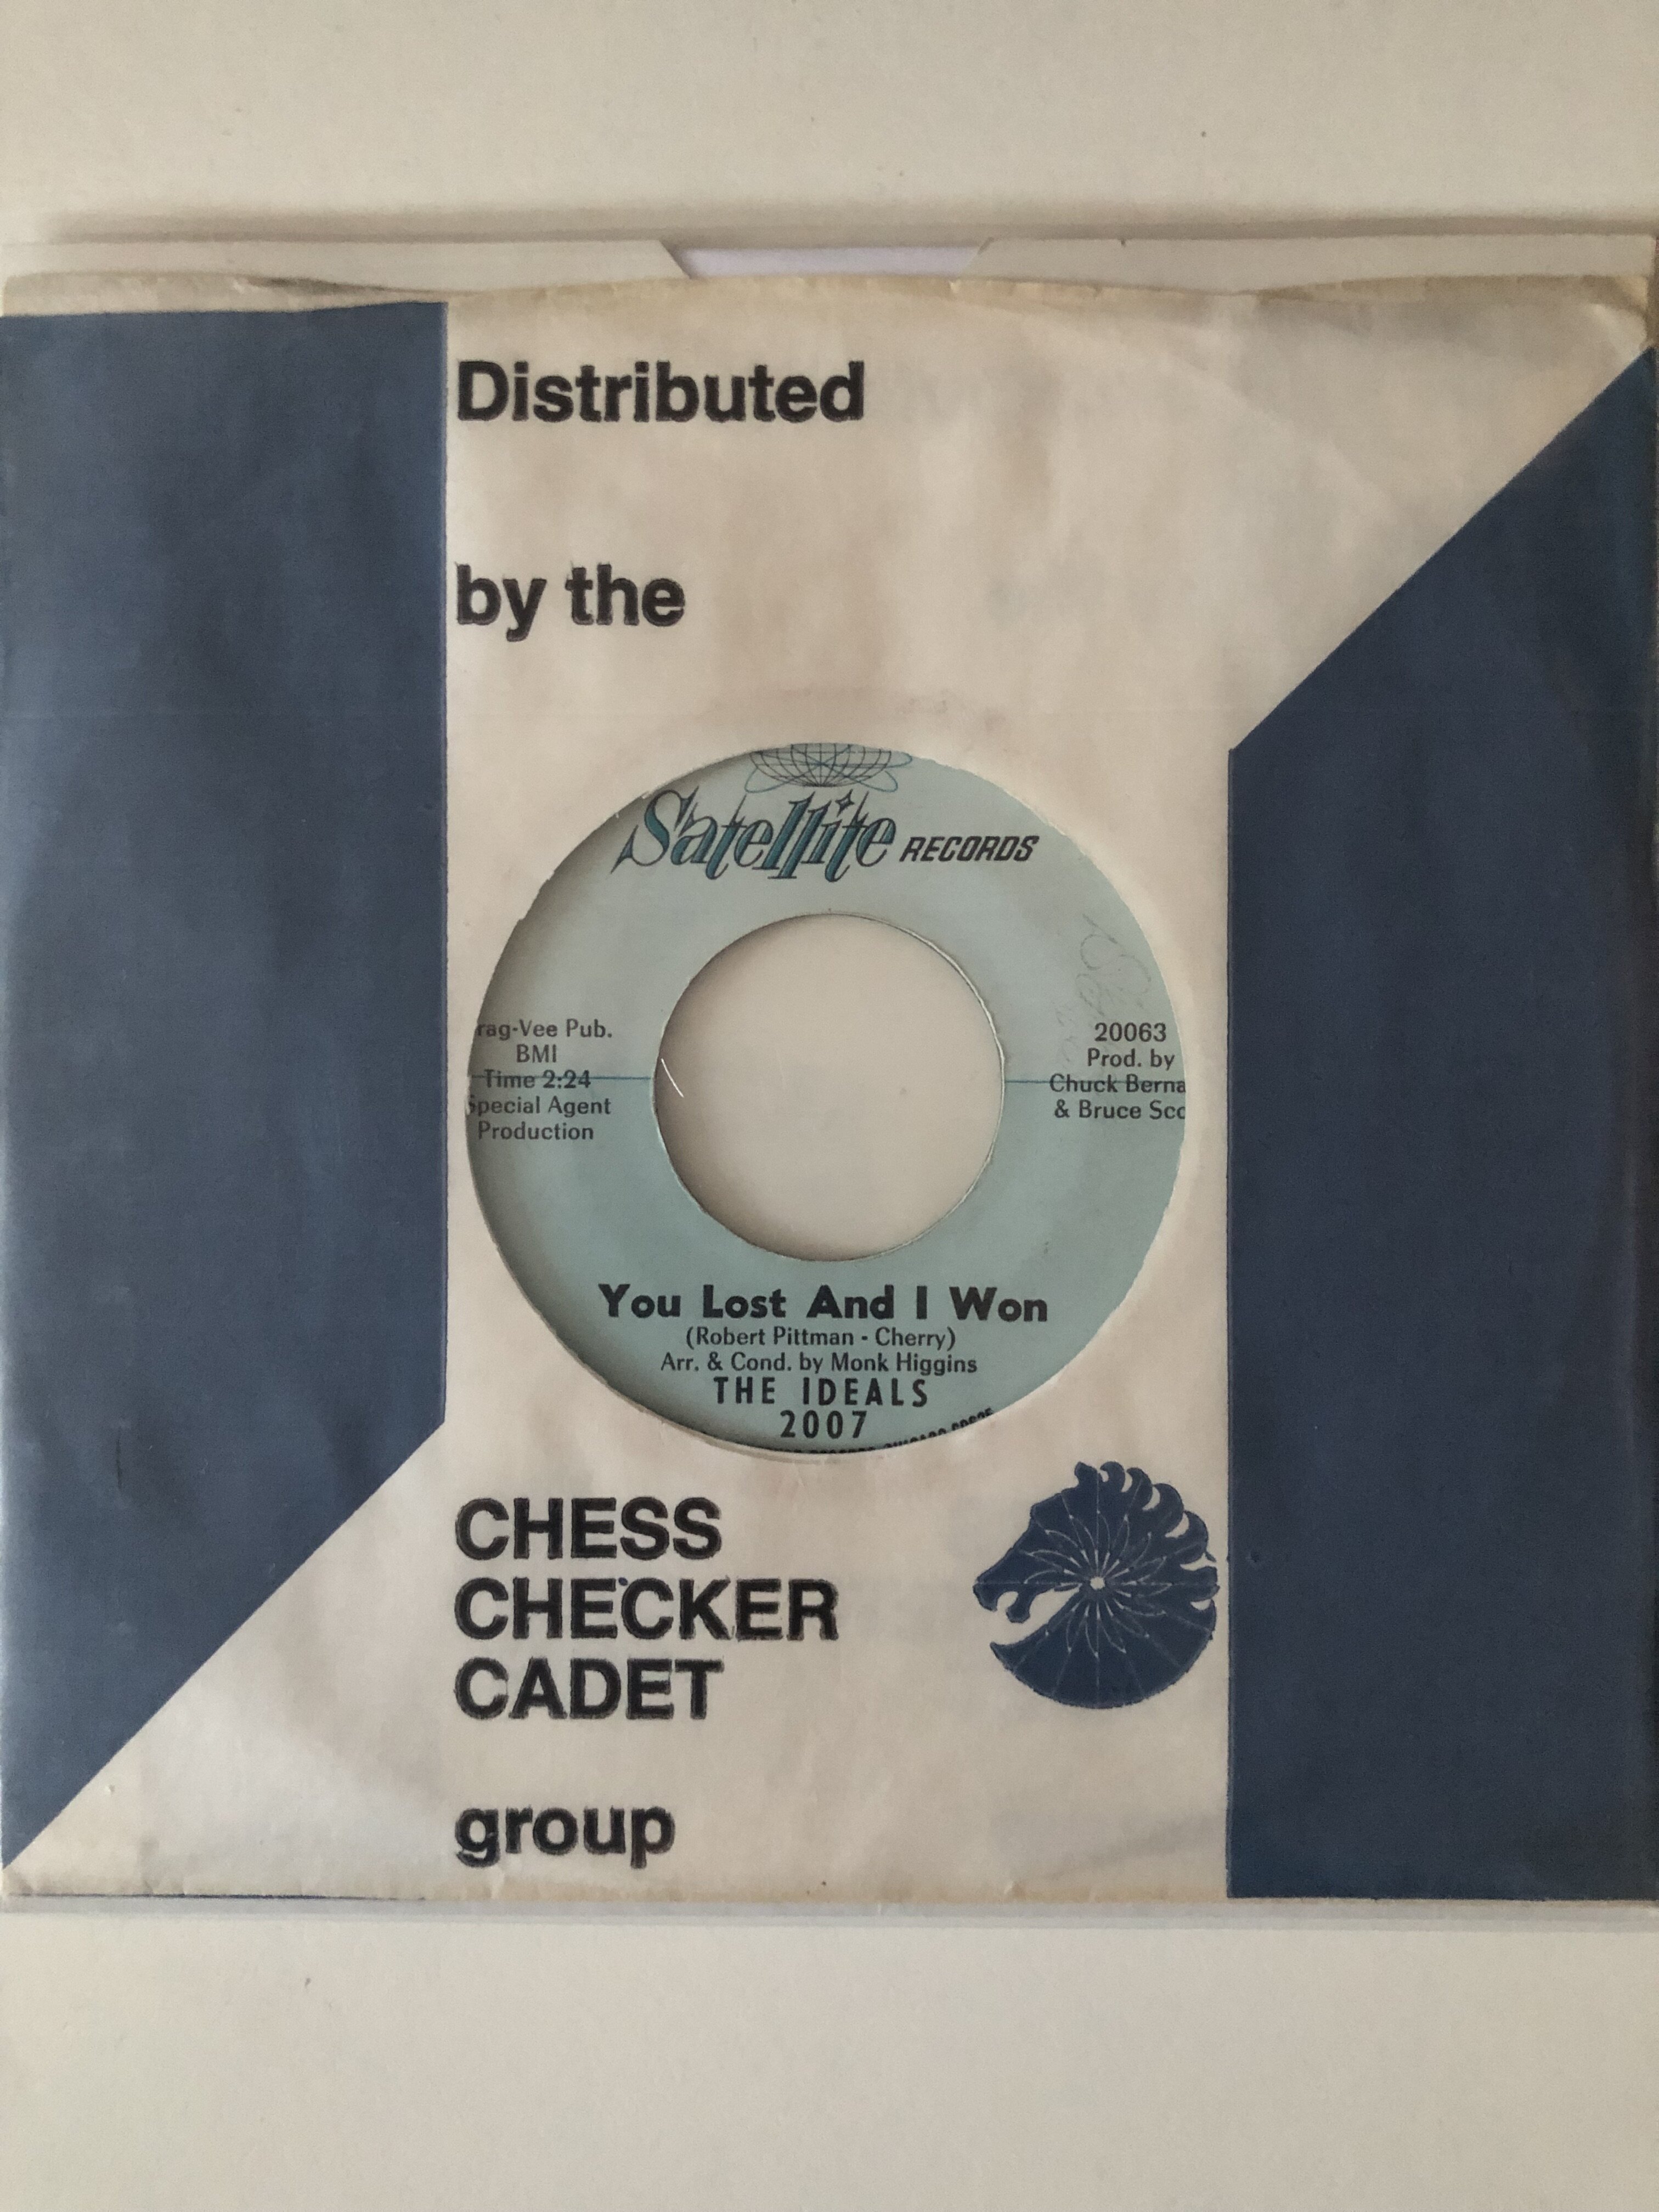 Distributed
by the
Satellite RECORDS
rag-Vee Pub.
BMI
Time 2:24
Special Agent
Production
20063
Prod. by
Chuck Berna
& Bruce Sco
You Lost And I Won
(Robert Pittman - Cherry)
Arr. & Cond. by Monk Higgins
THE IDEALS
2007
CHESS
CHECKER
CADET
group